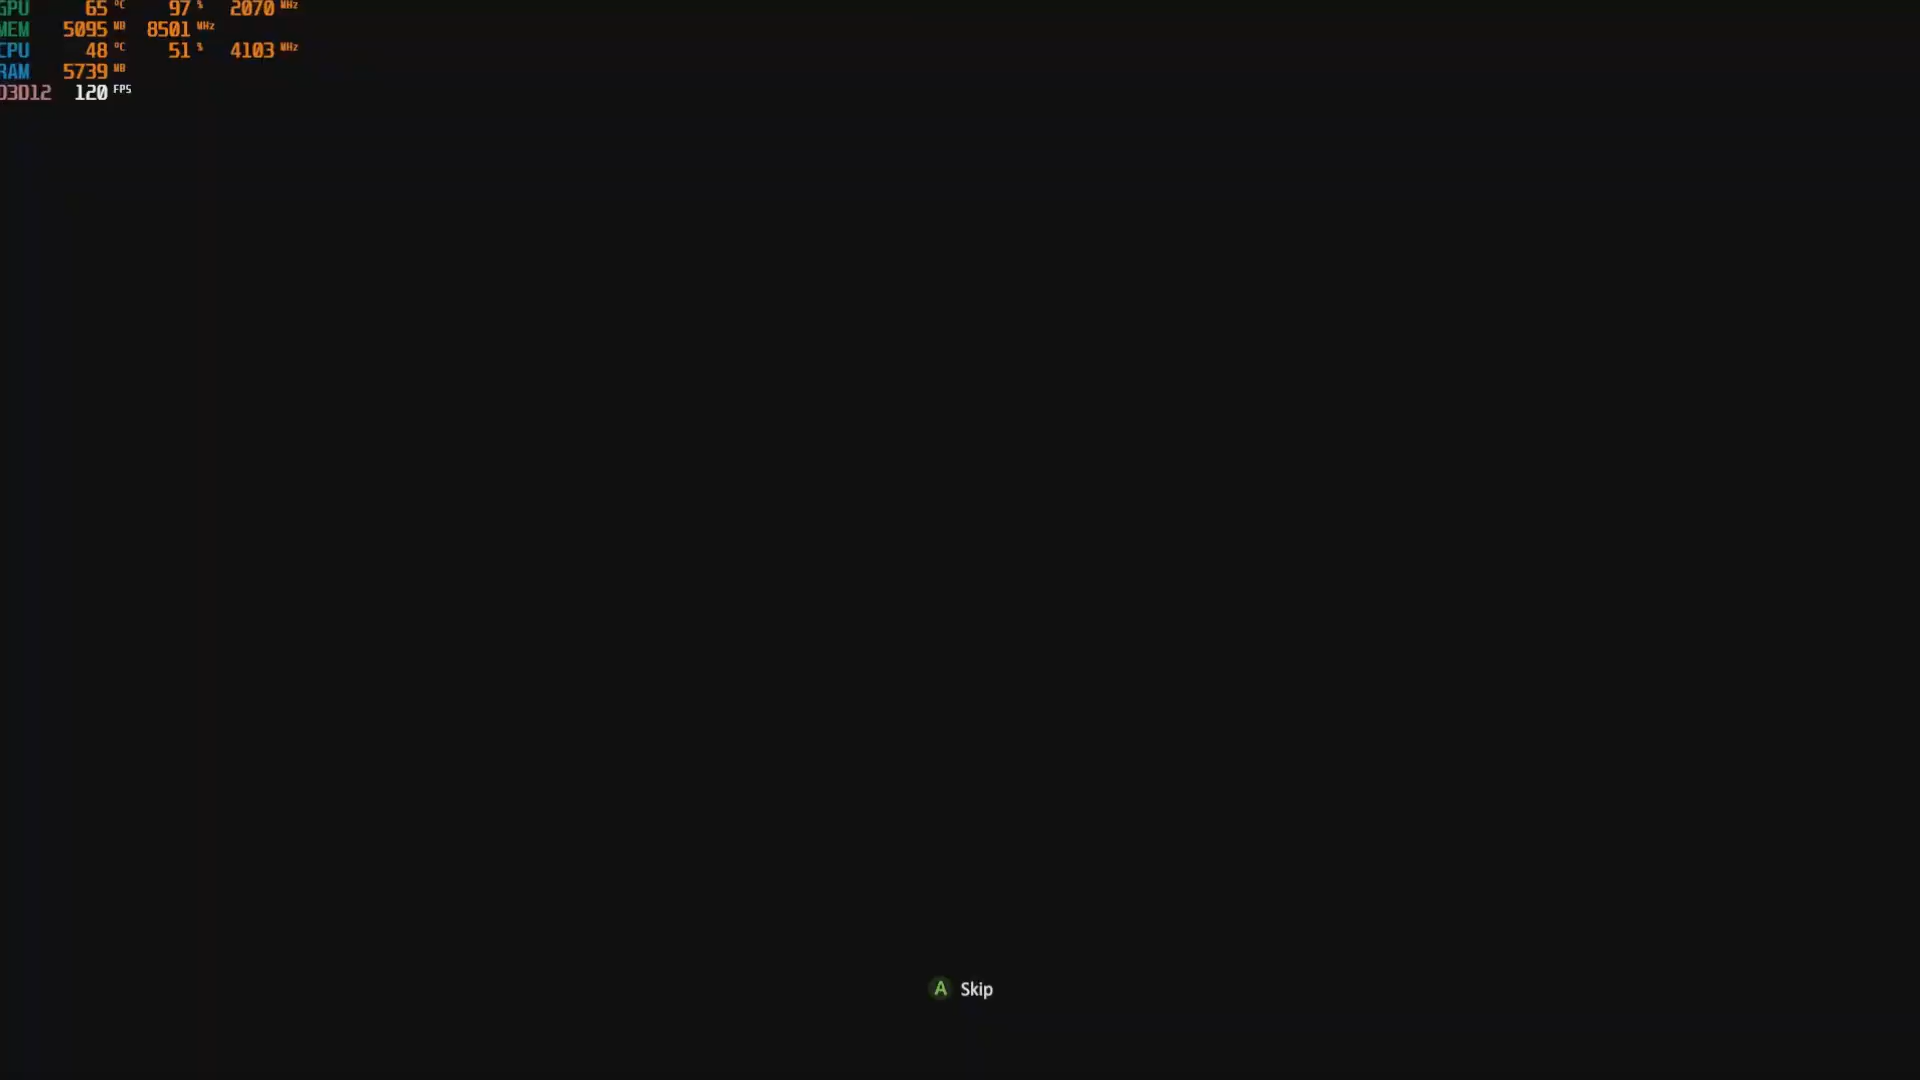 GPU 65 °C 97 % 2070 MHz
MEM 5095 MB 8501 MHz
CPU 48 °C 51 % 4103 MHz
RAM 5739 MB
D3D12 120 FPS
A Skip